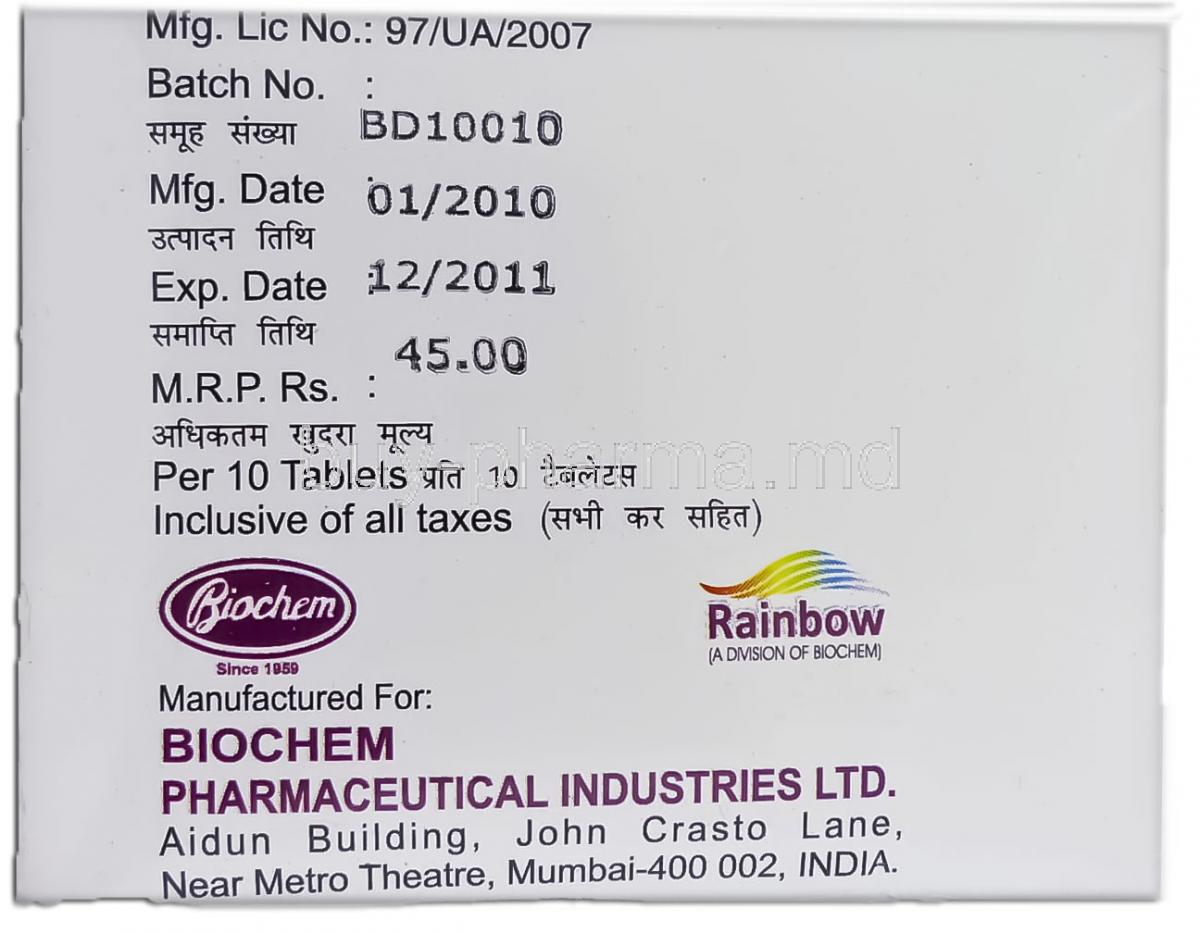 Mfg. Lic No.: 97/UA/2007
Batch No. :
समूह संख्या BD10010
Mfg. Date : 01/2010
उत्पादन तिथि
Exp. Date : 12/2011
समाप्ति तिथि
45.00
M.R.P. Rs. :
अधिकतम खुदरा मूल्य
buy-pharma.md
Per 10 Tablets प्रति 10 टैबलेटस
Inclusive of all taxes (सभी कर सहित)
Biochem
Since 1959
Rainbow
(A DIVISION OF BIOCHEM)
Manufactured For:
BIOCHEM
PHARMACEUTICAL INDUSTRIES LTD.
Aidun Building, John Crasto Lane,
Near Metro Theatre, Mumbai-400 002, INDIA.